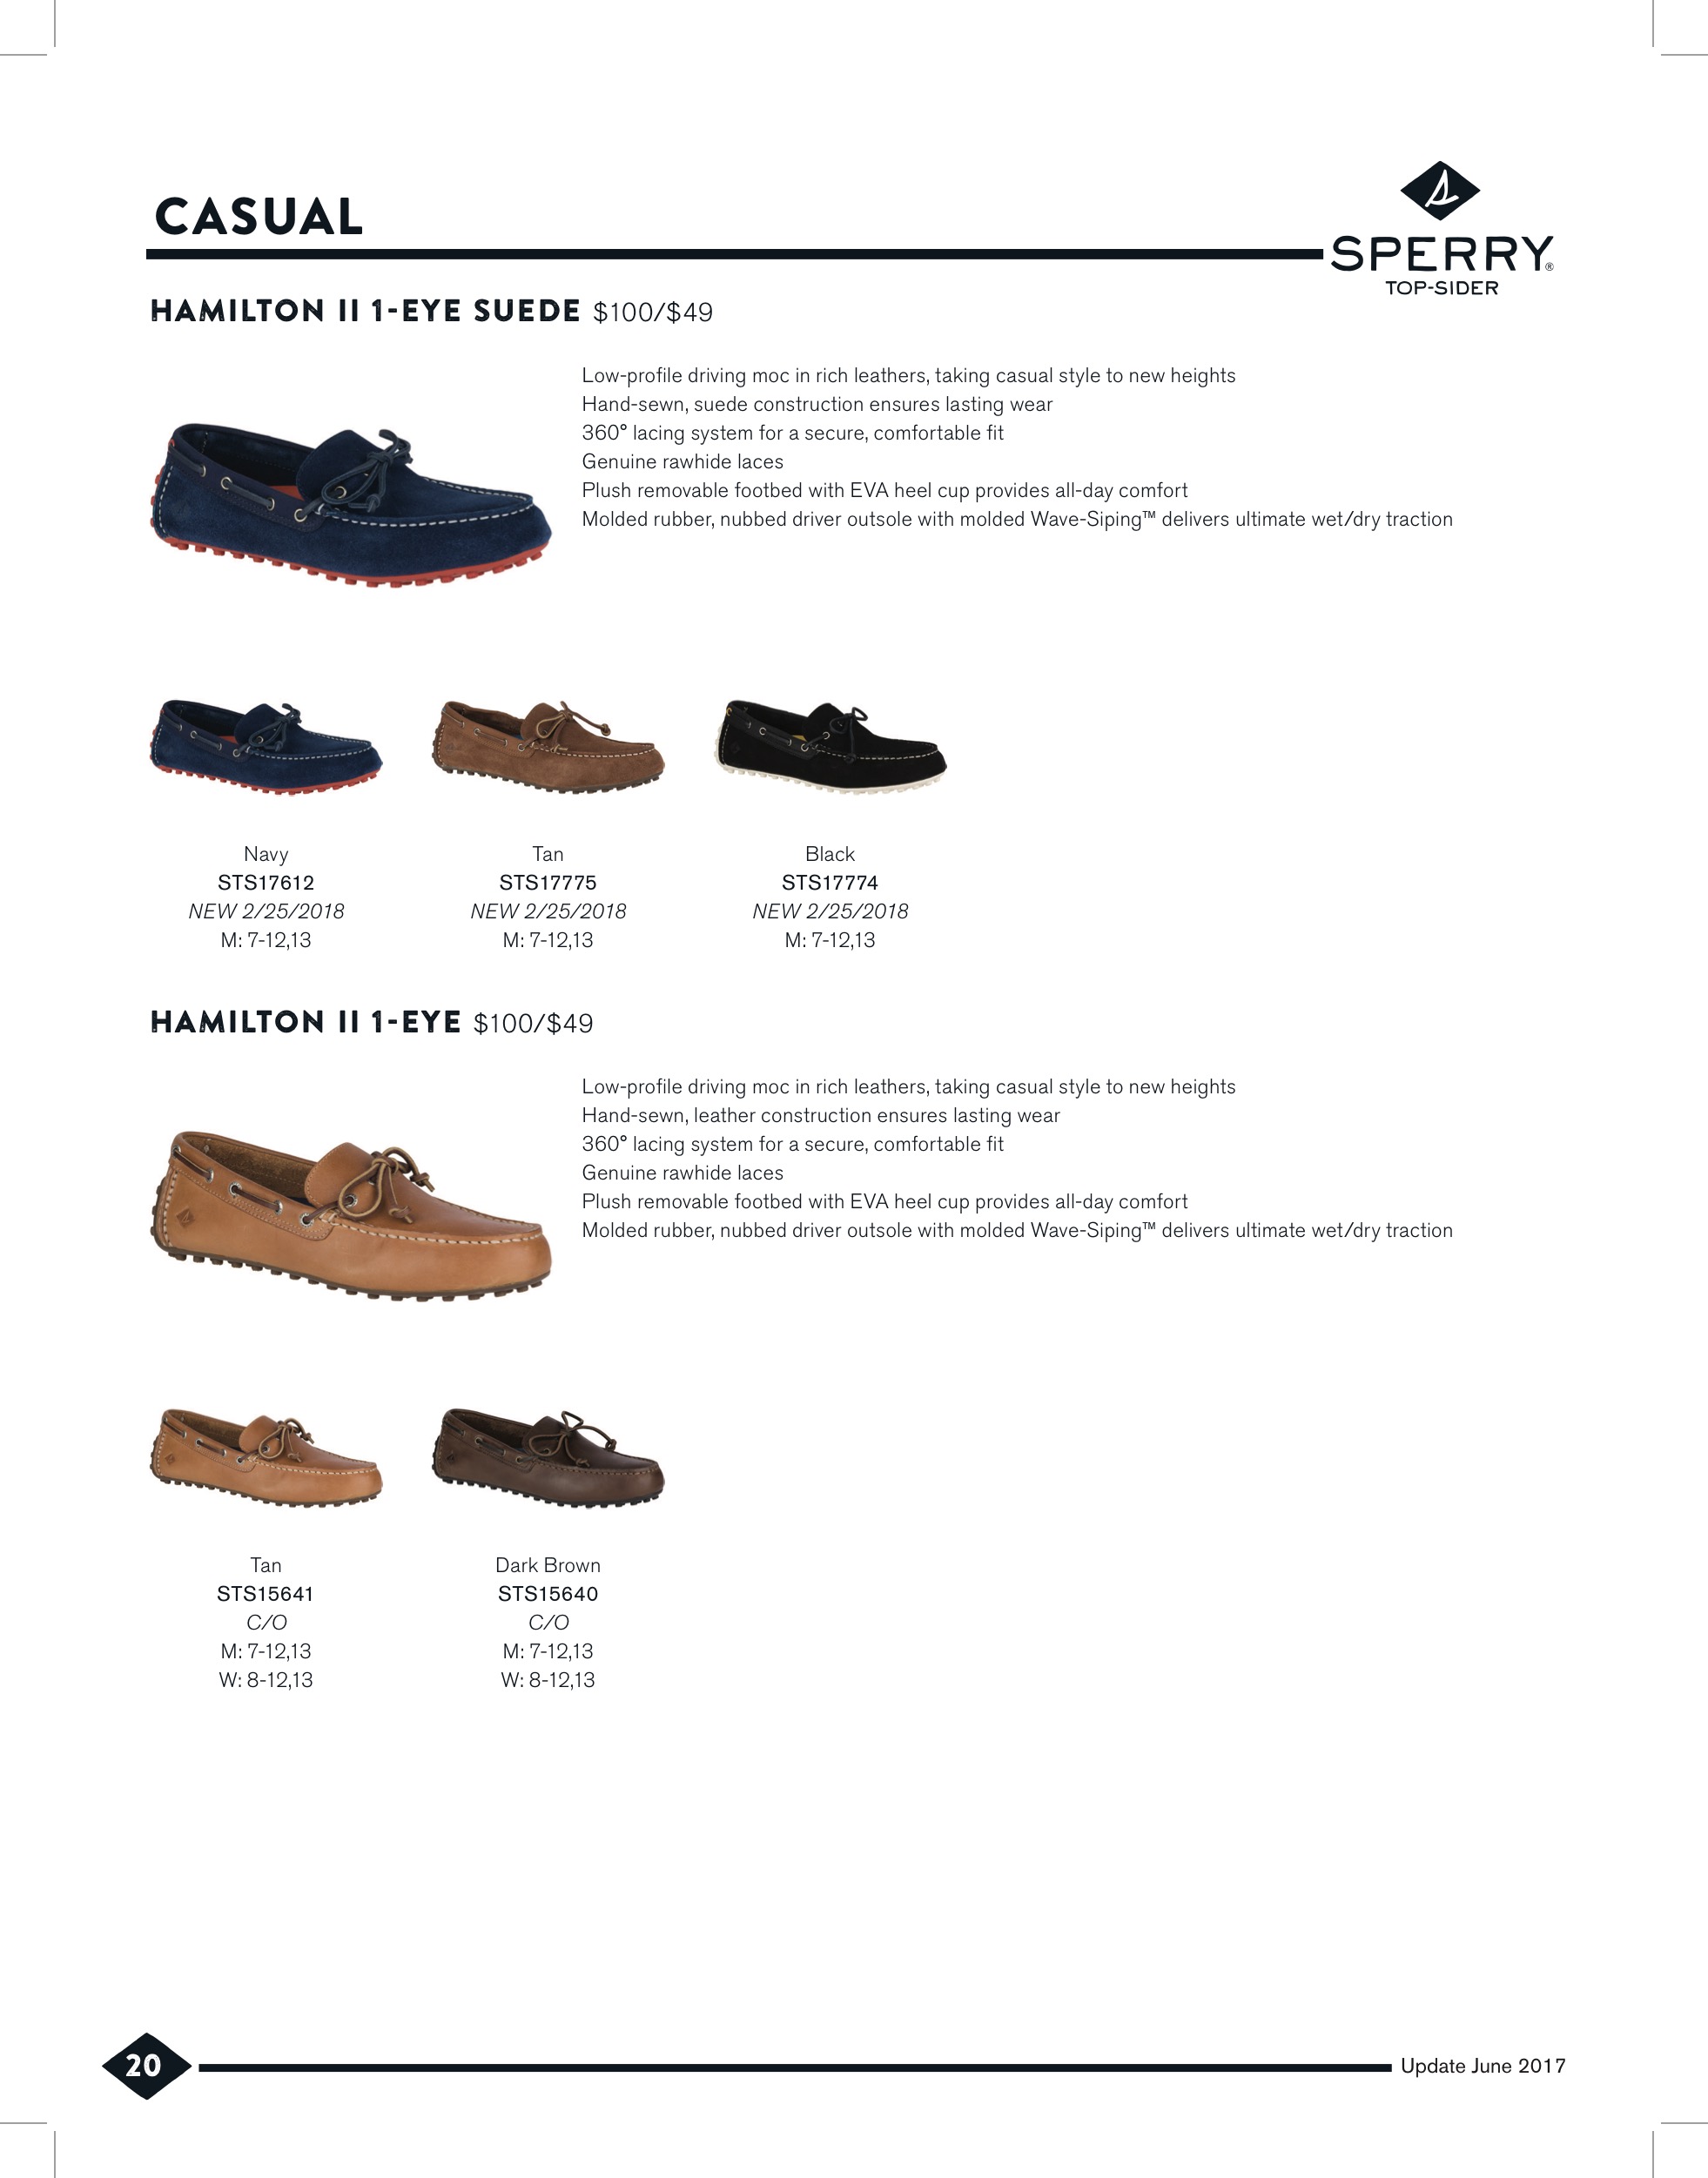 CASUAL
SPERRY®
TOP-SIDER
HAMILTON II 1-EYE SUEDE $100/$49
Low-profile driving moc in rich leathers, taking casual style to new heights
Hand-sewn, suede construction ensures lasting wear
360° lacing system for a secure, comfortable fit
Genuine rawhide laces
Plush removable footbed with EVA heel cup provides all-day comfort
Molded rubber, nubbed driver outsole with molded Wave-Siping™ delivers ultimate wet/dry traction
Navy
STS17612
NEW 2/25/2018
M: 7-12,13
Tan
STS17775
NEW 2/25/2018
M: 7-12,13
Black
STS17774
NEW 2/25/2018
M: 7-12,13
HAMILTON II 1-EYE $100/$49
Low-profile driving moc in rich leathers, taking casual style to new heights
Hand-sewn, leather construction ensures lasting wear
360° lacing system for a secure, comfortable fit
Genuine rawhide laces
Plush removable footbed with EVA heel cup provides all-day comfort
Molded rubber, nubbed driver outsole with molded Wave-Siping™ delivers ultimate wet/dry traction
Tan
STS15641
C/O
M: 7-12,13
W: 8-12,13
Dark Brown
STS15640
C/O
M: 7-12,13
W: 8-12,13
20
Update June 2017